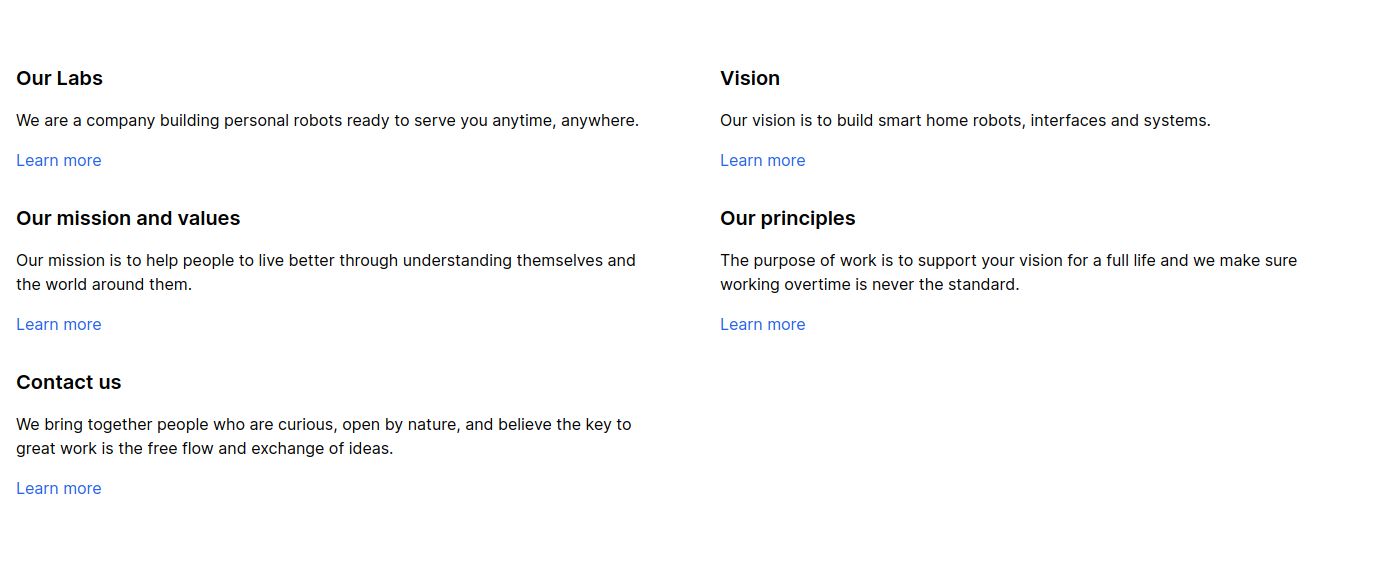 Our Labs
We are a company building personal robots ready to serve you anytime, anywhere.
Learn more
Vision
Our vision is to build smart home robots, interfaces and systems.
Learn more
Our mission and values
Our mission is to help people to live better through understanding themselves and
the world around them.
Learn more
Our principles
The purpose of work is to support your vision for a full life and we make sure
working overtime is never the standard.
Learn more
Contact us
We bring together people who are curious, open by nature, and believe the key to
great work is the free flow and exchange of ideas.
Learn more